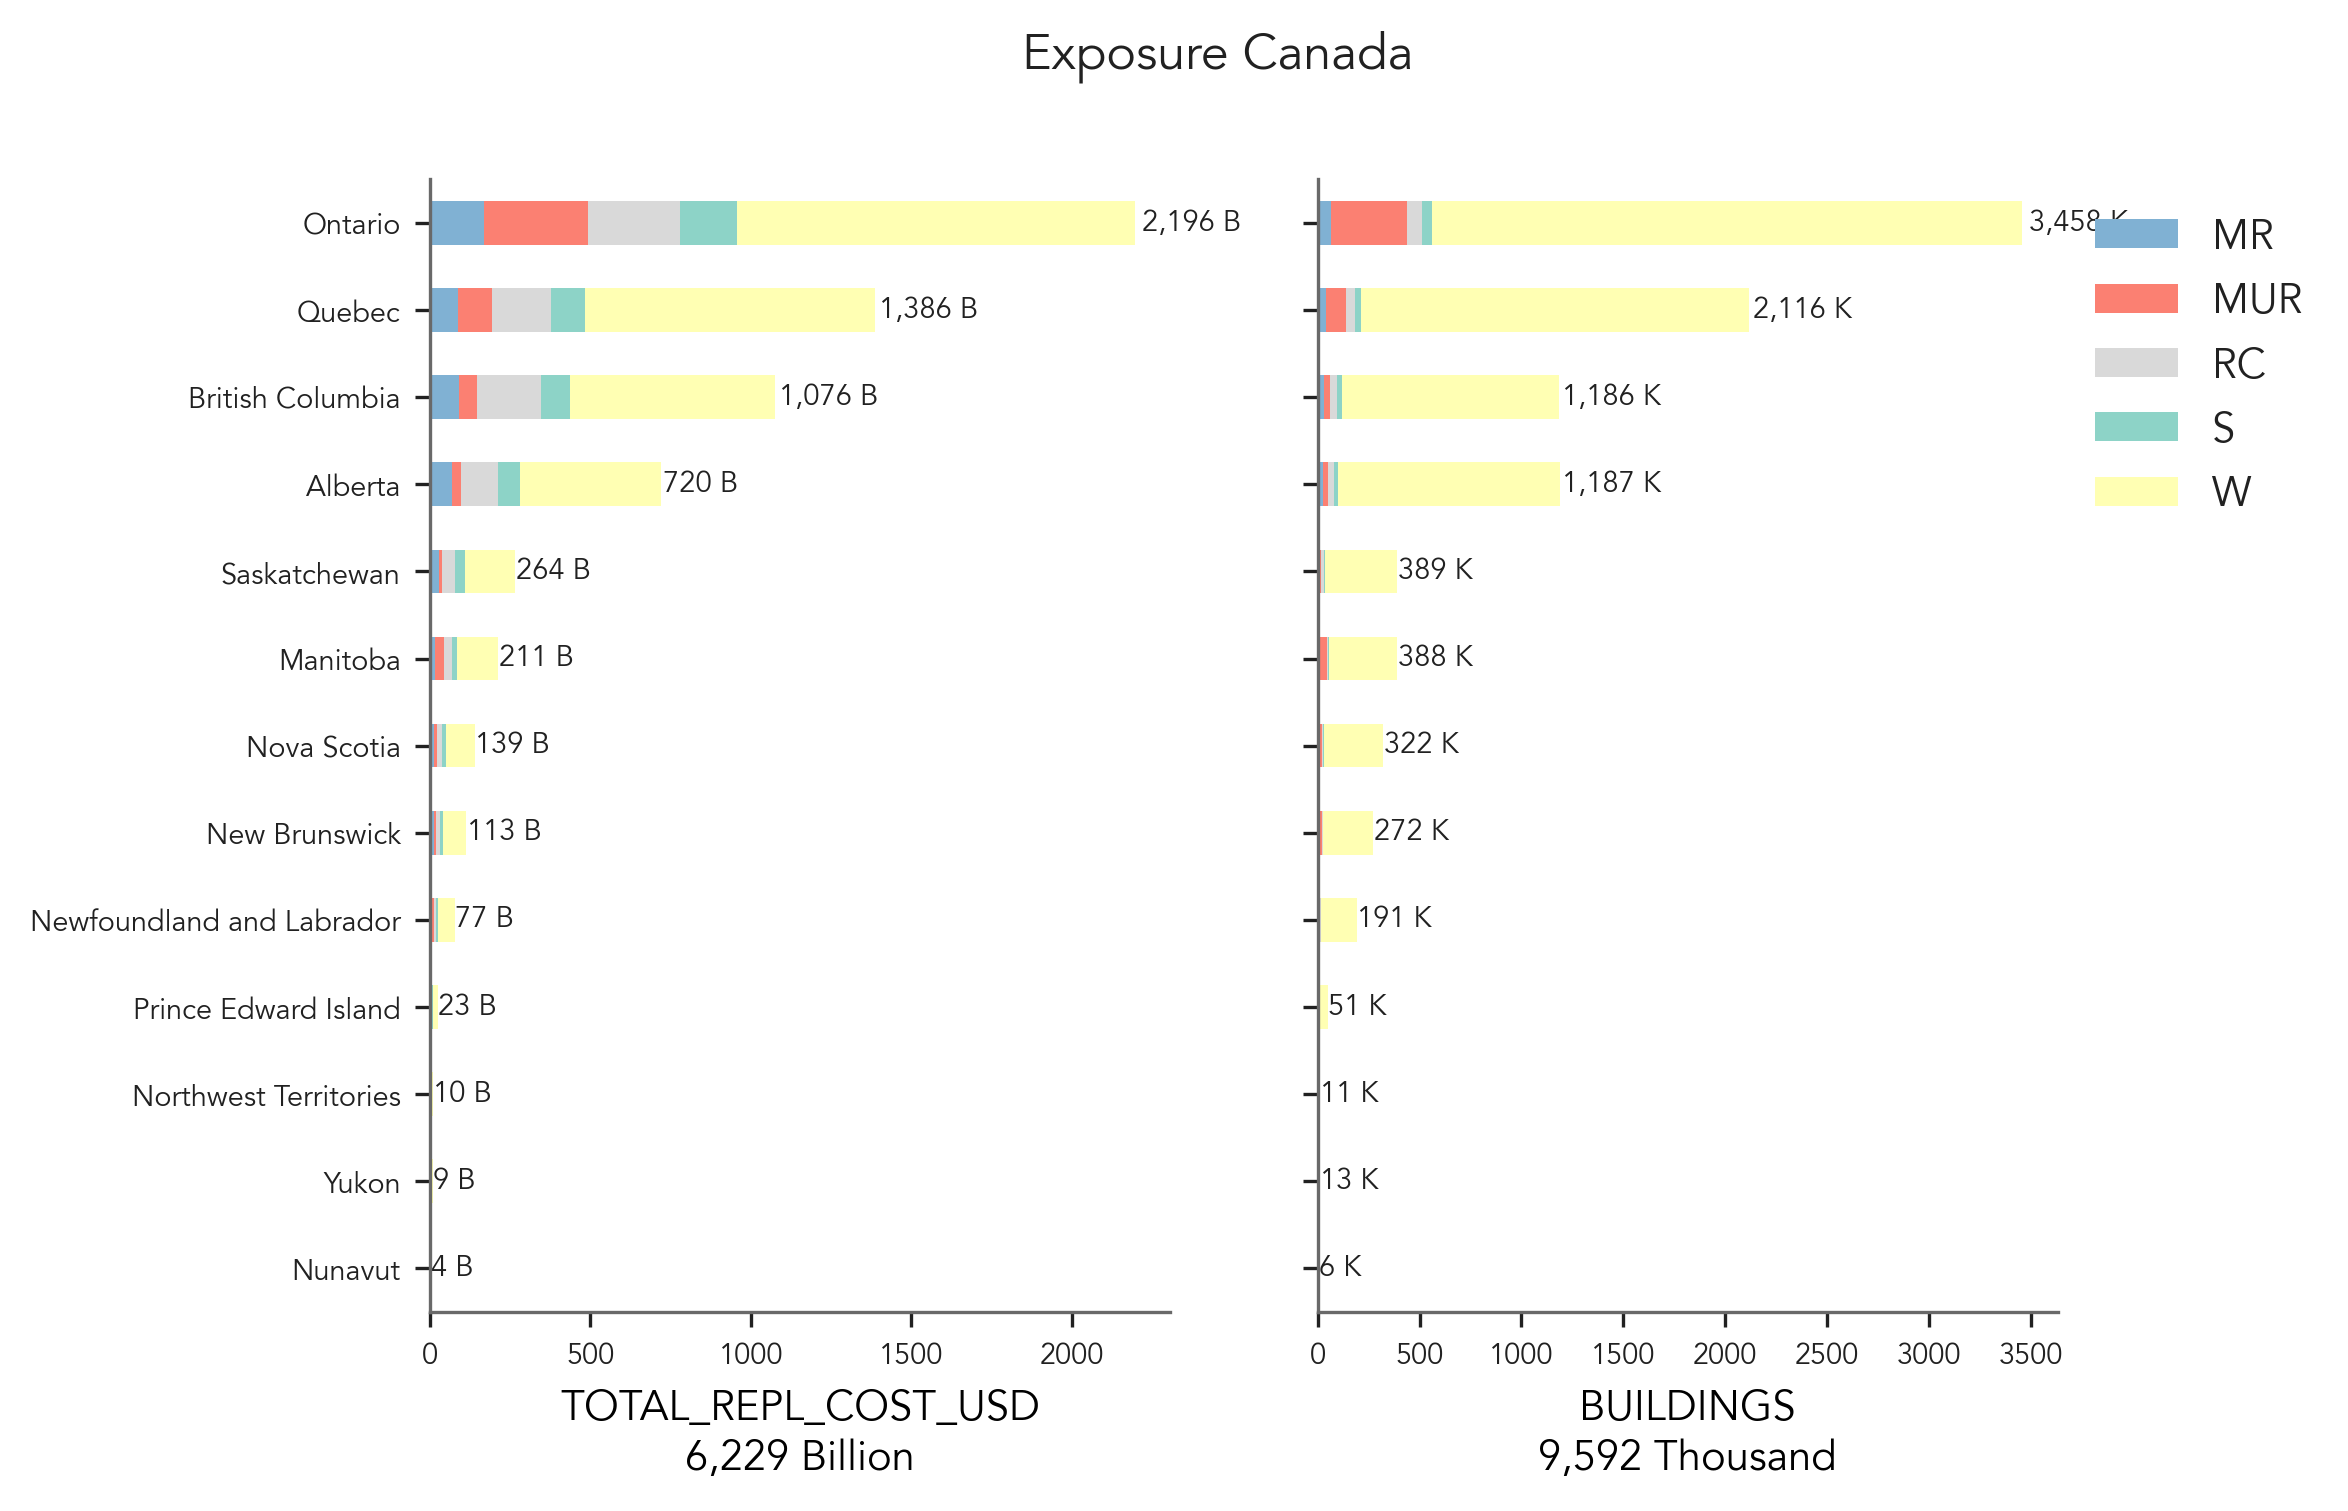 Exposure Canada
Ontario
Quebec
British Columbia
Alberta
Saskatchewan
Manitoba
Nova Scotia
New Brunswick
Newfoundland and Labrador
Prince Edward Island
Northwest Territories
Yukon
Nunavut
2,196 B
1,386 B
1,076 B
720 B
264 B
211 B
139 B
113 B
77 B
23 B
10 B
9 B
4 B
0 500 1000 1500 2000
TOTAL_REPL_COST_USD
6,229 Billion
3,458 K
2,116 K
1,186 K
1,187 K
389 K
388 K
322 K
272 K
191 K
51 K
11 K
13 K
6 K
0 500 1000 1500 2000 2500 3000 3500
BUILDINGS
9,592 Thousand
MR
MUR
RC
S
W